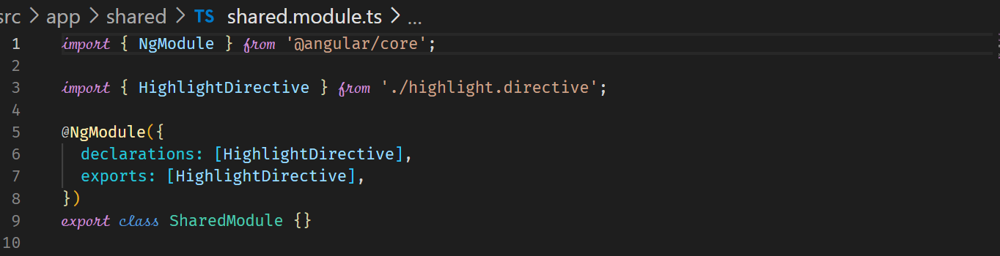 src > app > shared > TS shared.module.ts > ...
1 import { NgModule } from '@angular/core';
2
3 import { HighlightDirective } from './highlight.directive';
4
5 @NgModule({
6   declarations: [HighlightDirective],
7   exports: [HighlightDirective],
8 })
9 export class SharedModule {}
10